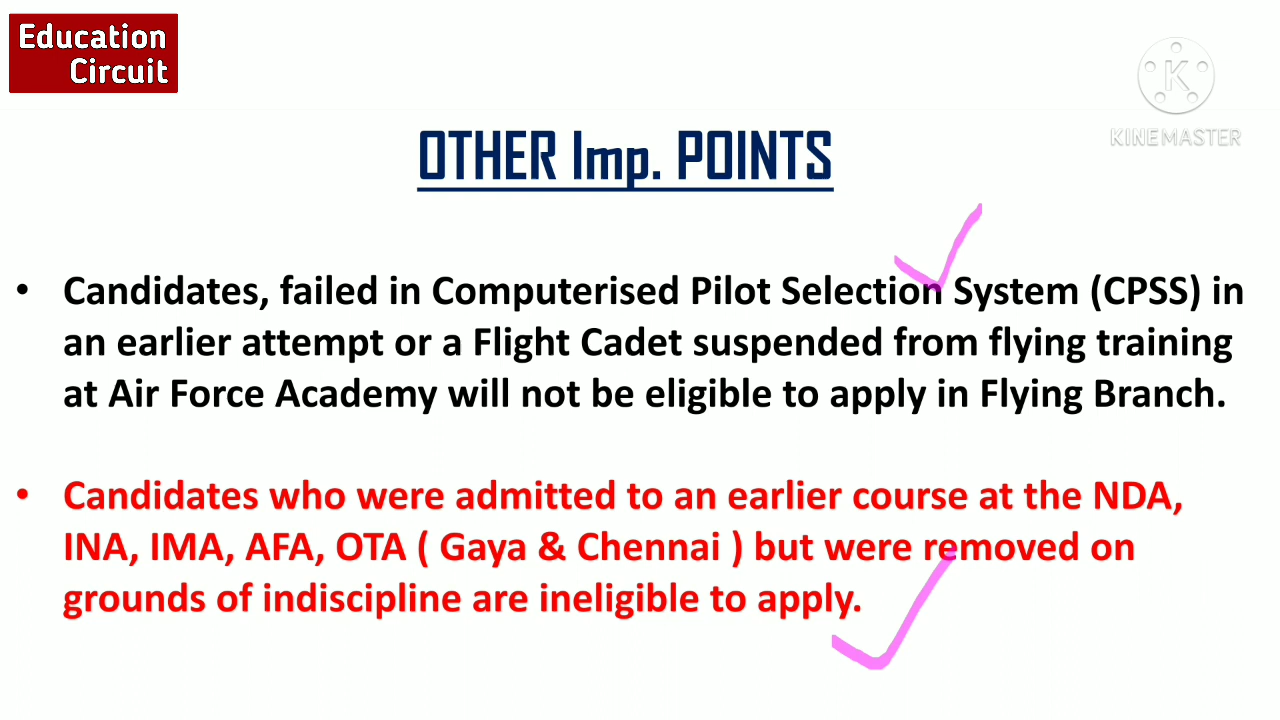 Education
Circuit
K
KINEMASTER
OTHER Imp. POINTS
• Candidates, failed in Computerised Pilot Selection System (CPSS) in
an earlier attempt or a Flight Cadet suspended from flying training
at Air Force Academy will not be eligible to apply in Flying Branch.
• Candidates who were admitted to an earlier course at the NDA,
INA, IMA, AFA, OTA ( Gaya & Chennai ) but were removed on
grounds of indiscipline are ineligible to apply.